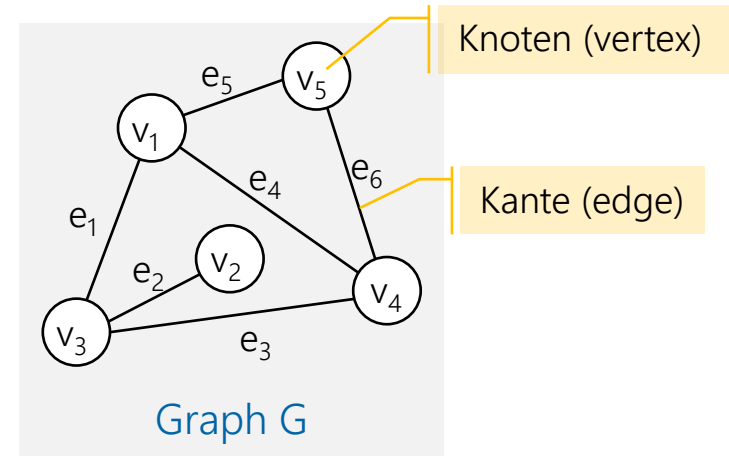 Knoten (vertex)
e₅
v₅
v₁
e₄
e₆
Kante (edge)
e₁
e₂
v₂
v₄
v₃
e₃
Graph G